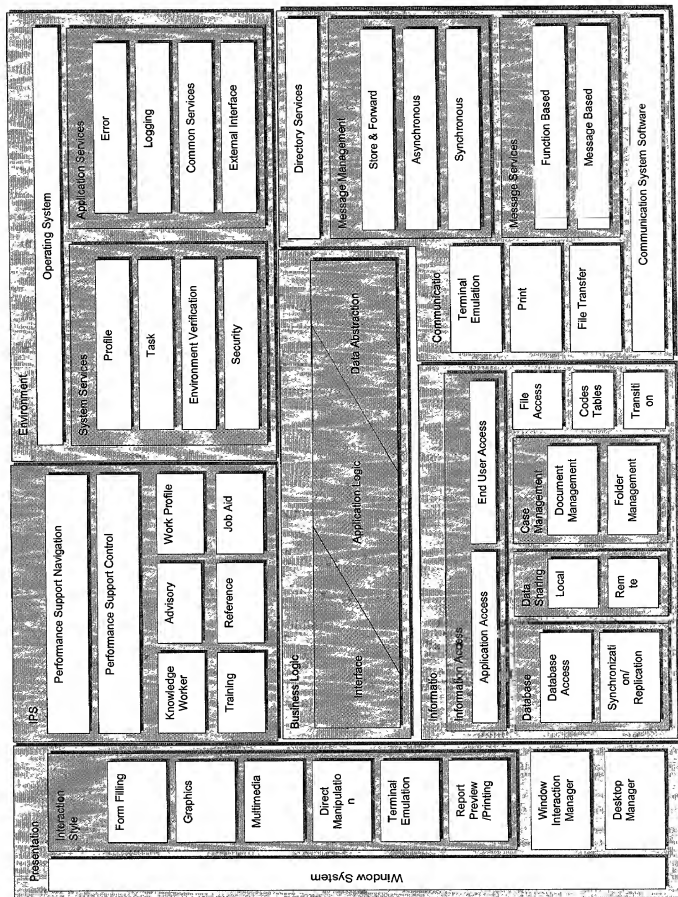 Presentation
Window System
Interaction
Style
Form Filling
Graphics
Multimedia
Direct
Manipulatio
n
Terminal
Emulation
Report
Preview
/Printing
Window
Interaction
Manager
Desktop
Manager
IPS
Performance Support Navigation
Performance Support Control
Knowledge
Worker
Advisory
Work Profile
Training
Reference
Job Aid
Environment
Operating System
System Services
Profile
Task
Environment Verification
Security
Application Services
Error
Logging
Common Services
External Interface
Business Logic
Interface
Application Logic
Data Abstraction
Informatio
Information Access
Application Access
End User Access
Database
Database
Access
Synchronizati
on/
Replication
Data
Sharing
Local
Rem
te
Case
Management
Document
Management
Folder
Management
File
Access
Codes
Tables
Transiti
on
Communicatio
Terminal
Emulation
Print
File Transfer
Directory Services
Message Management
Store & Forward
Asynchronous
Synchronous
Message Services
Function Based
Message Based
Communication System Software